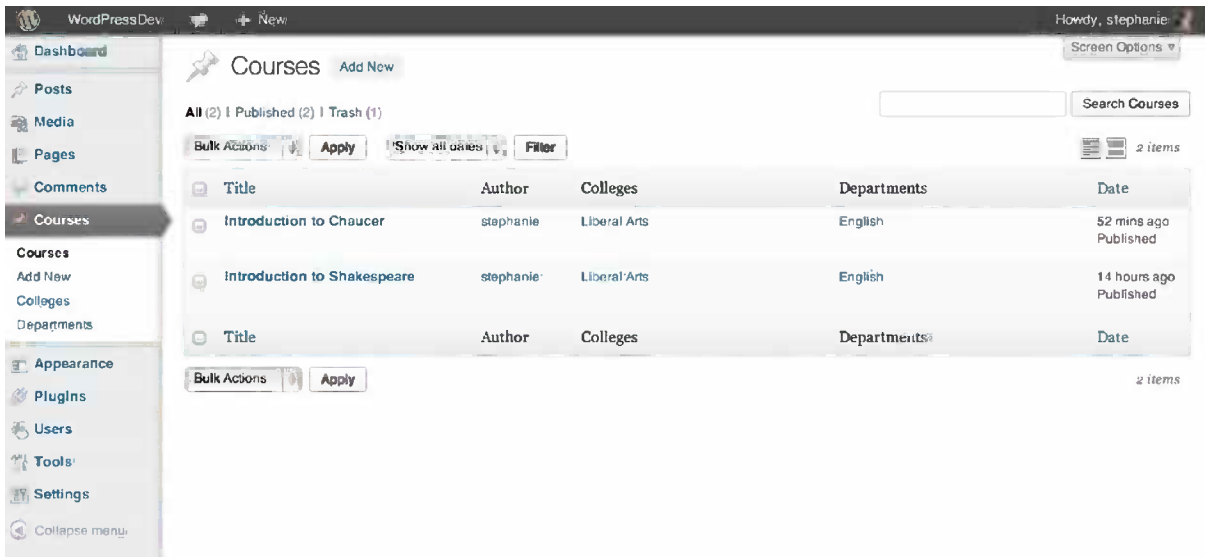 WordPressDev + New Howdy, stephanie
Screen Options
Dashboard
Posts
Media
Pages
Comments
Courses
Courses
Add New
Colleges
Departments
Appearance
Plugins
Users
Tools
Settings
Collapse menu
Courses Add New
All (2) | Published (2) | Trash (1)
Search Courses
Bulk Actions Apply Show all dates Filter 2 items
Title Author Colleges Departments Date
Introduction to Chaucer stephanie Liberal Arts English 52 mins ago
Published
Introduction to Shakespeare stephanie Liberal Arts English 14 hours ago
Published
Title Author Colleges Departments Date
Bulk Actions Apply 2 items